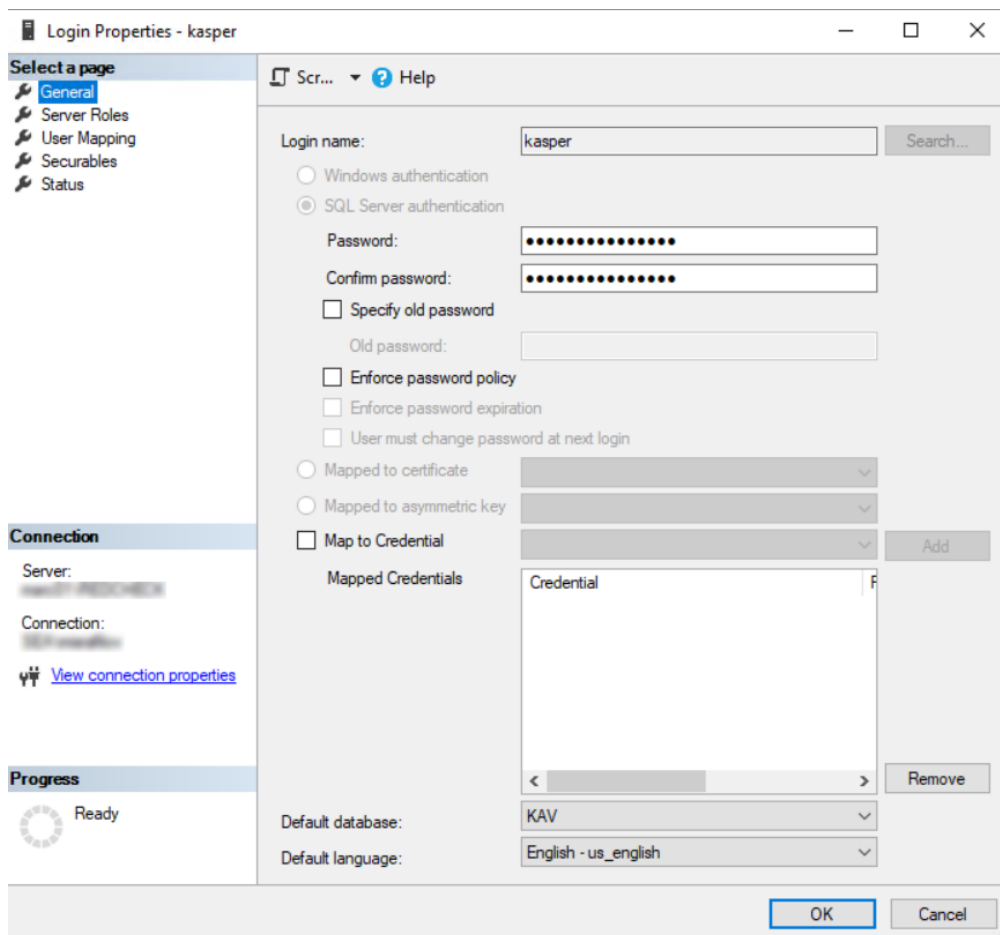 Login Properties - kasper
Select a page
General
Server Roles
User Mapping
Securables
Status
Connection
Server:
Connection:
View connection properties
Progress
Ready
Scr... Help
Login name: kasper Search...
Windows authentication
SQL Server authentication
Password: ●●●●●●●●●●●●●●●
Confirm password: ●●●●●●●●●●●●●●●
Specify old password
Old password:
Enforce password policy
Enforce password expiration
User must change password at next login
Mapped to certificate
Mapped to asymmetric key
Map to Credential Add
Mapped Credentials Credential F
Remove
Default database: KAV
Default language: English - us_english
OK Cancel